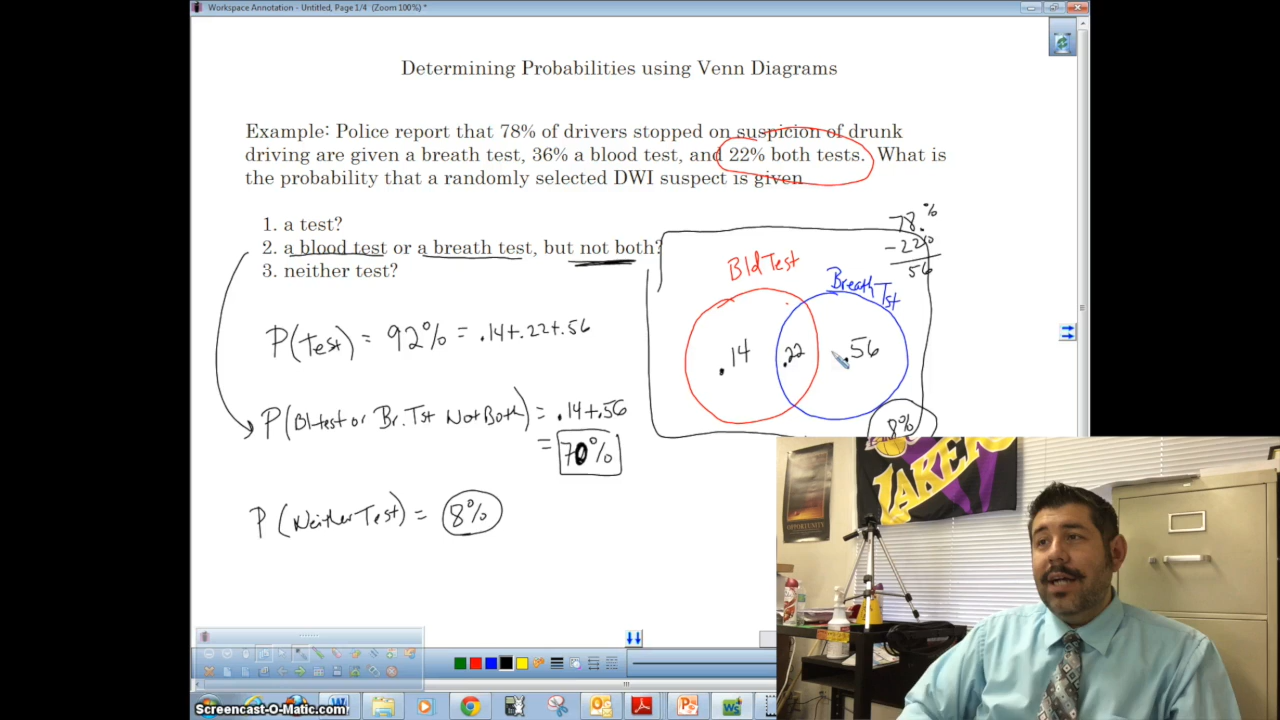 Workspace Annotation - Untitled, Page 1/4 (Zoom 100%) *
Determining Probabilities using Venn Diagrams
Example: Police report that 78% of drivers stopped on suspicion of drunk
driving are given a breath test, 36% a blood test, and 22% both tests. What is
the probability that a randomly selected DWI suspect is given
1. a test?
2. a blood test or a breath test, but not both?
3. neither test?
78.%
-22%
56
Bld Test
Breath Tst
.14
.22
.56
8%
P(test) = 92% = .14+.22+.56
P(Bl test or Br. Tst Not Both) = .14+.56
= 70%
P(Neither Test) = 8%
LAKERS
OPPORTUNITY
Screencast-O-Matic.com